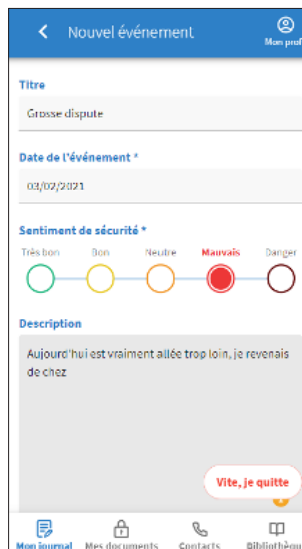 Nouvel événement
Mon prof
Titre
Grosse dispute
Date de l'événement *
03/02/2021
Sentiment de sécurité *
Très bon Bon Neutre Mauvais Danger
Description
Aujourd'hui est vraiment allée trop loin, je revenais
de chez
Vite, je quitte
Mon journal Mes documents Contacts Bibliothèqu